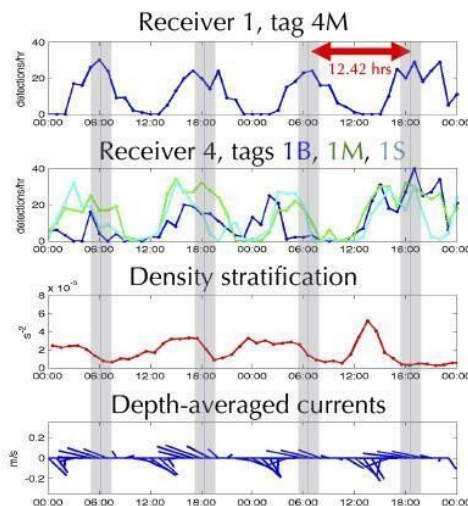 Receiver 1, tag 4M
40
20
0
detections/hr
12.42 hrs
00:00 06:00 12:00 18:00 00:00 06:00 12:00 18:00 00:00
Receiver 4, tags 1B, 1M, 1S
40
20
0
detections/hr
00:00 06:00 12:00 18:00 00:00 06:00 12:00 18:00 00:00
Density stratification
8 × 10⁻³
6
4
2
0
s⁻²
00:00 06:00 12:00 18:00 00:00 06:00 12:00 18:00 00:00
Depth-averaged currents
0.2
0
-0.2
m/s
00:00 06:00 12:00 18:00 00:00 06:00 12:00 18:00 00:00